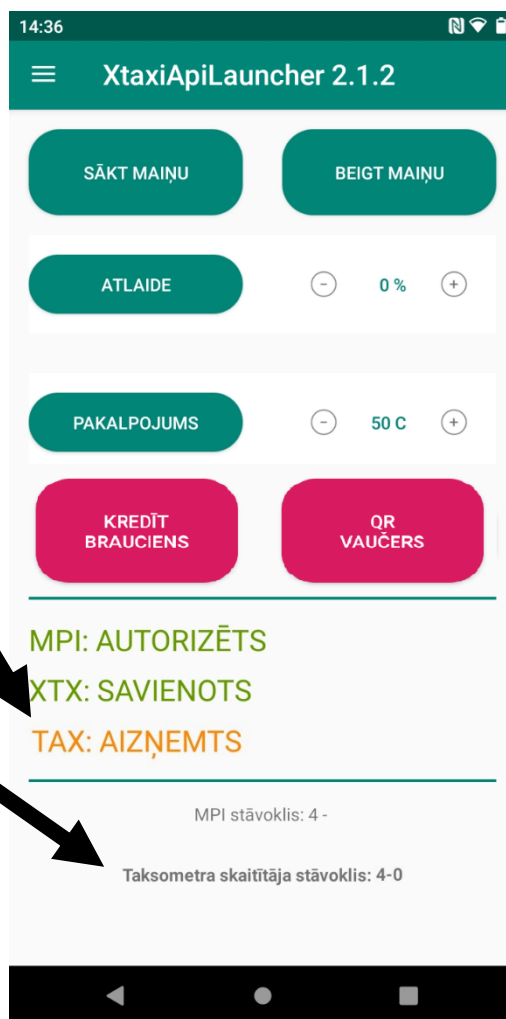 14:36
XtaxiApiLauncher 2.1.2
SĀKT MAIŅU
BEIGT MAIŅU
ATLAIDE
- 0 % +
PAKALPOJUMS
- 50 C +
KREDĪT
BRAUCIENS
QR
VAUČERS
MPI: AUTORIZĒTS
XTX: SAVIENOTS
TAX: AIZŅEMTS
MPI stāvoklis: 4 -
Taksometra skaitītāja stāvoklis: 4-0